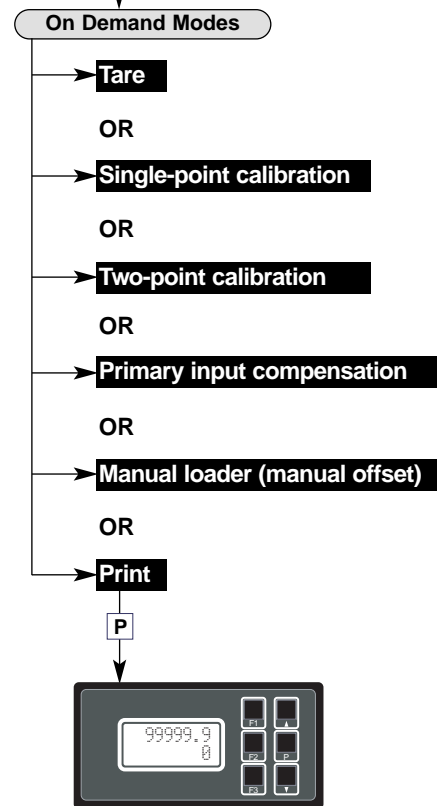 On Demand Modes
Tare
OR
Single-point calibration
OR
Two-point calibration
OR
Primary input compensation
OR
Manual loader (manual offset)
OR
Print
P
99999.9
0
F1
▲
F2
P
F3
▼